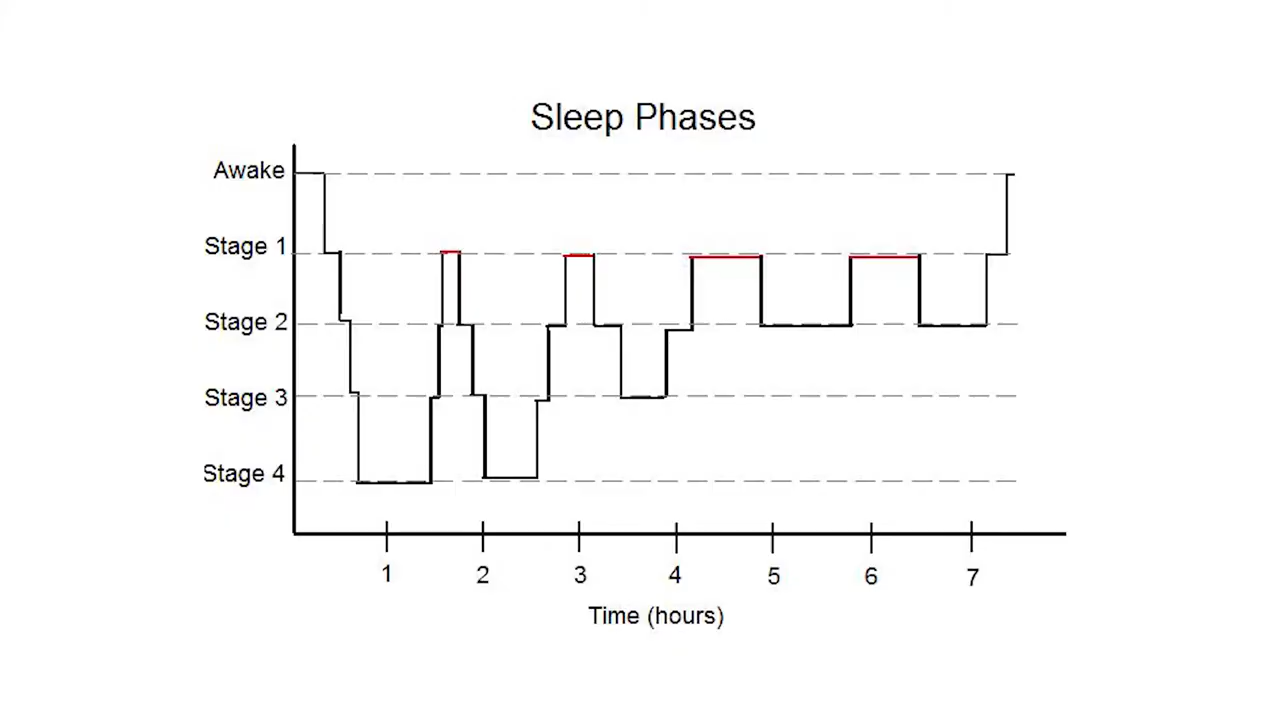 Sleep Phases
Awake
Stage 1
Stage 2
Stage 3
Stage 4
1 2 3 4 5 6 7
Time (hours)